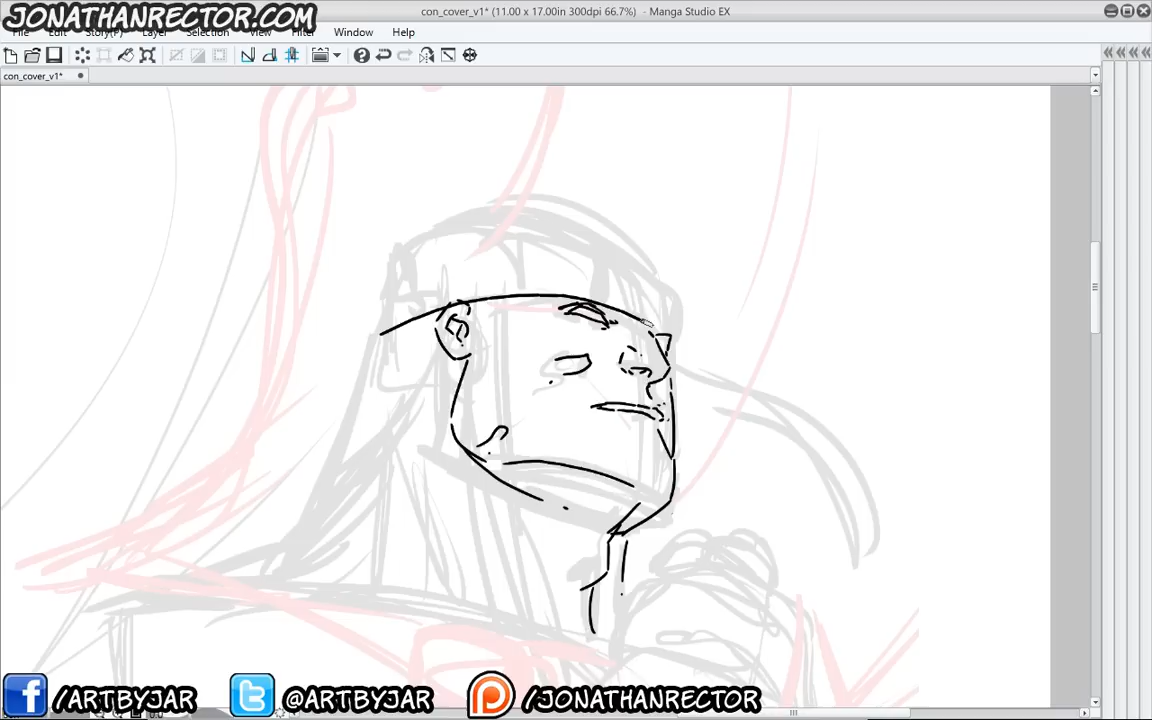 JONATHANRECTOR.COM
con_cover_v1* (11.00 x 17.00in 300dpi 66.7%) - Manga Studio EX
File Edit Story(P) Layer Selection View Filter Window Help
con_cover_v1*
/ARTBYJAR @ARTBYJAR /JONATHANRECTOR